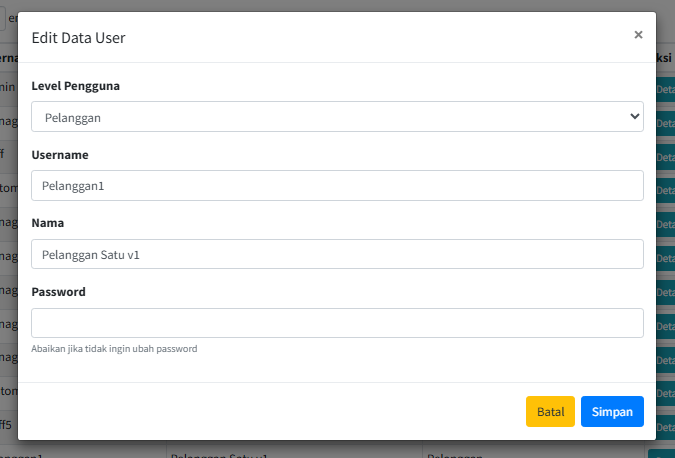 Edit Data User
×
Level Pengguna
Pelanggan
Username
Pelanggan1
Nama
Pelanggan Satu v1
Password
Abaikan jika tidak ingin ubah password
Batal
Simpan